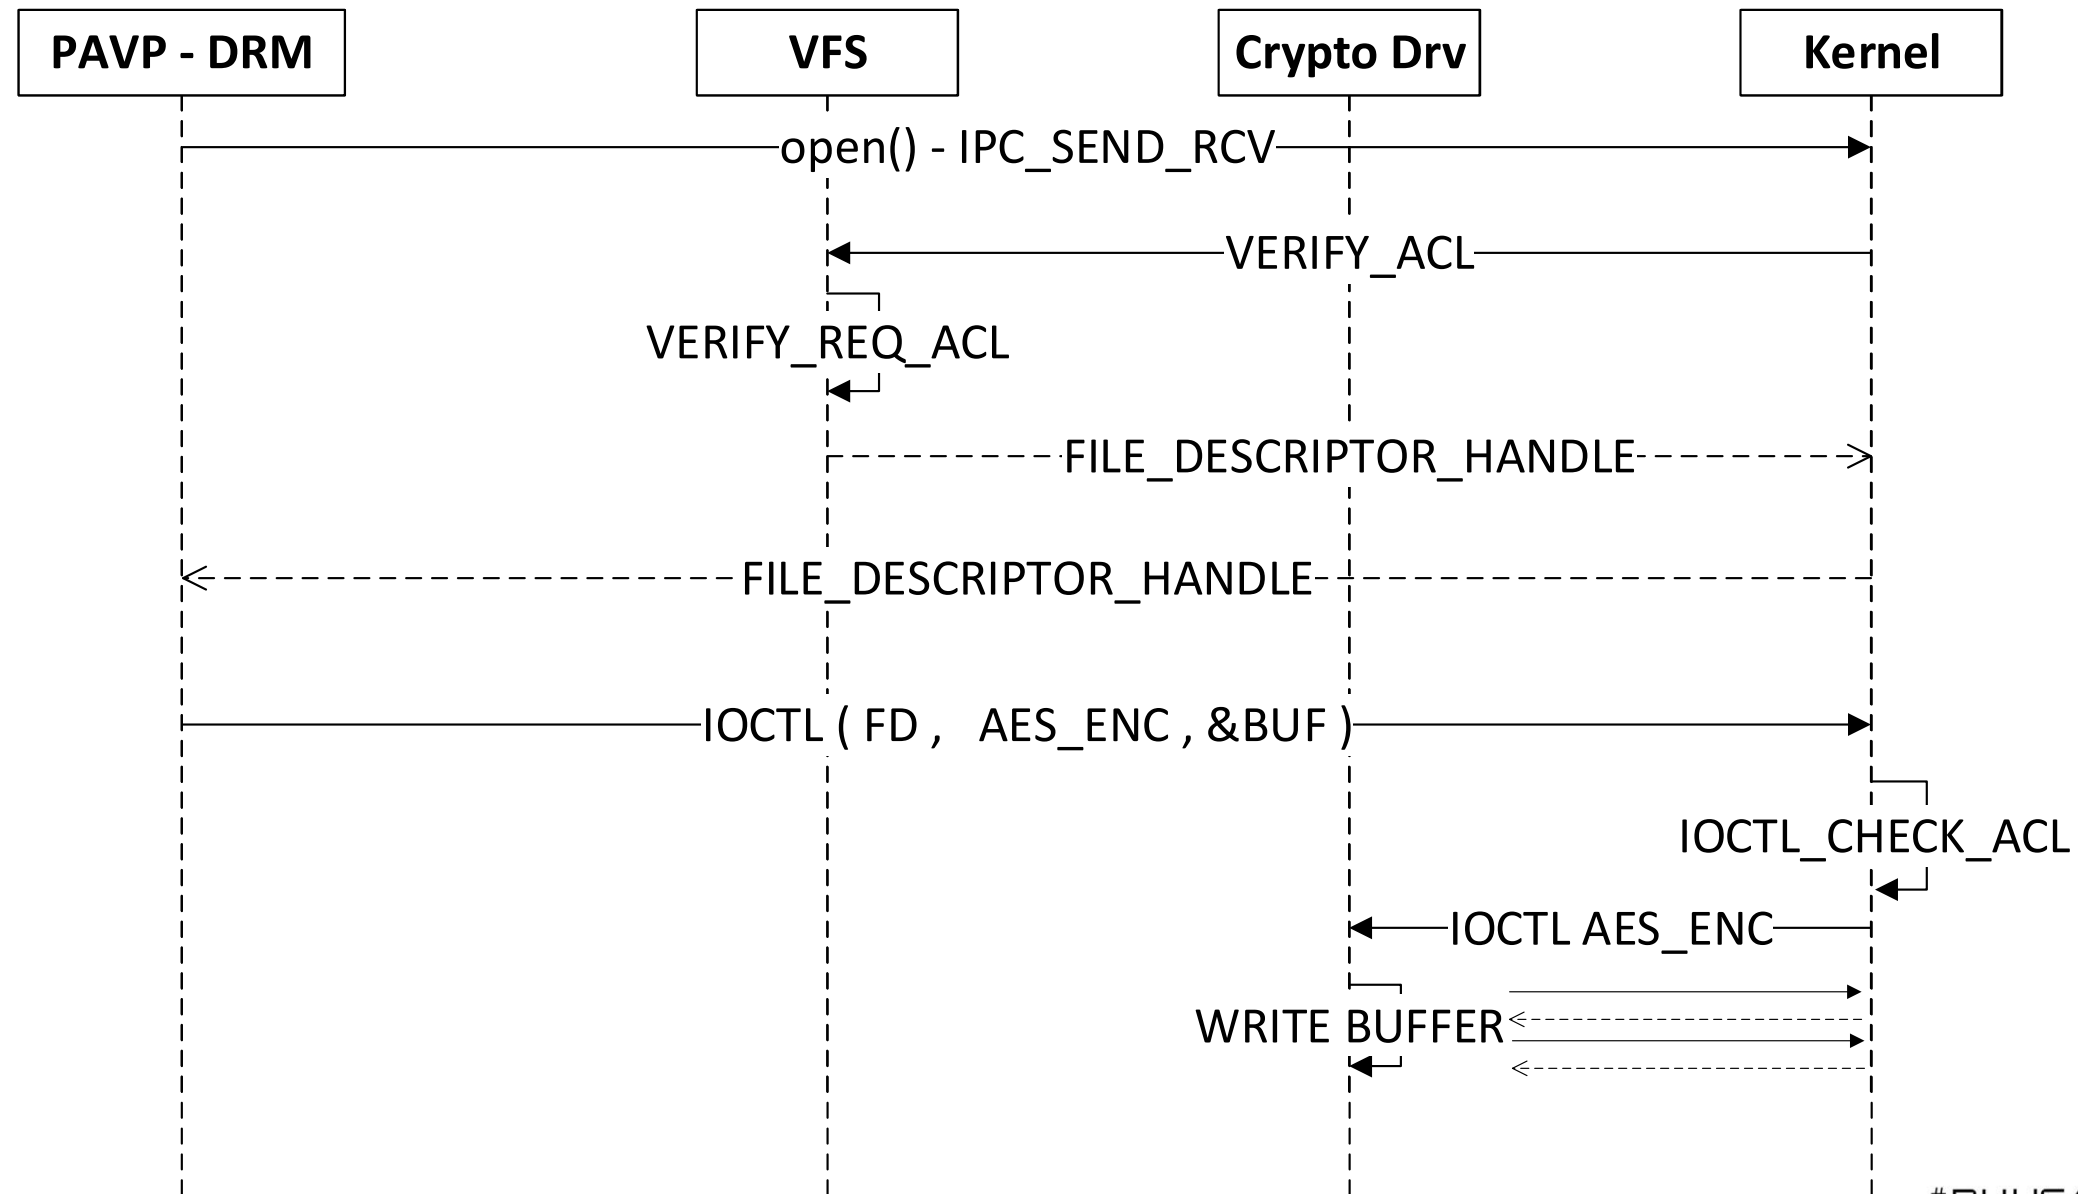 PAVP - DRM
VFS
Crypto Drv
Kernel
open() - IPC_SEND_RCV
VERIFY_ACL
VERIFY_REQ_ACL
FILE_DESCRIPTOR_HANDLE
FILE_DESCRIPTOR_HANDLE
IOCTL ( FD , AES_ENC , &BUF )
IOCTL_CHECK_ACL
IOCTL AES_ENC
WRITE BUFFER